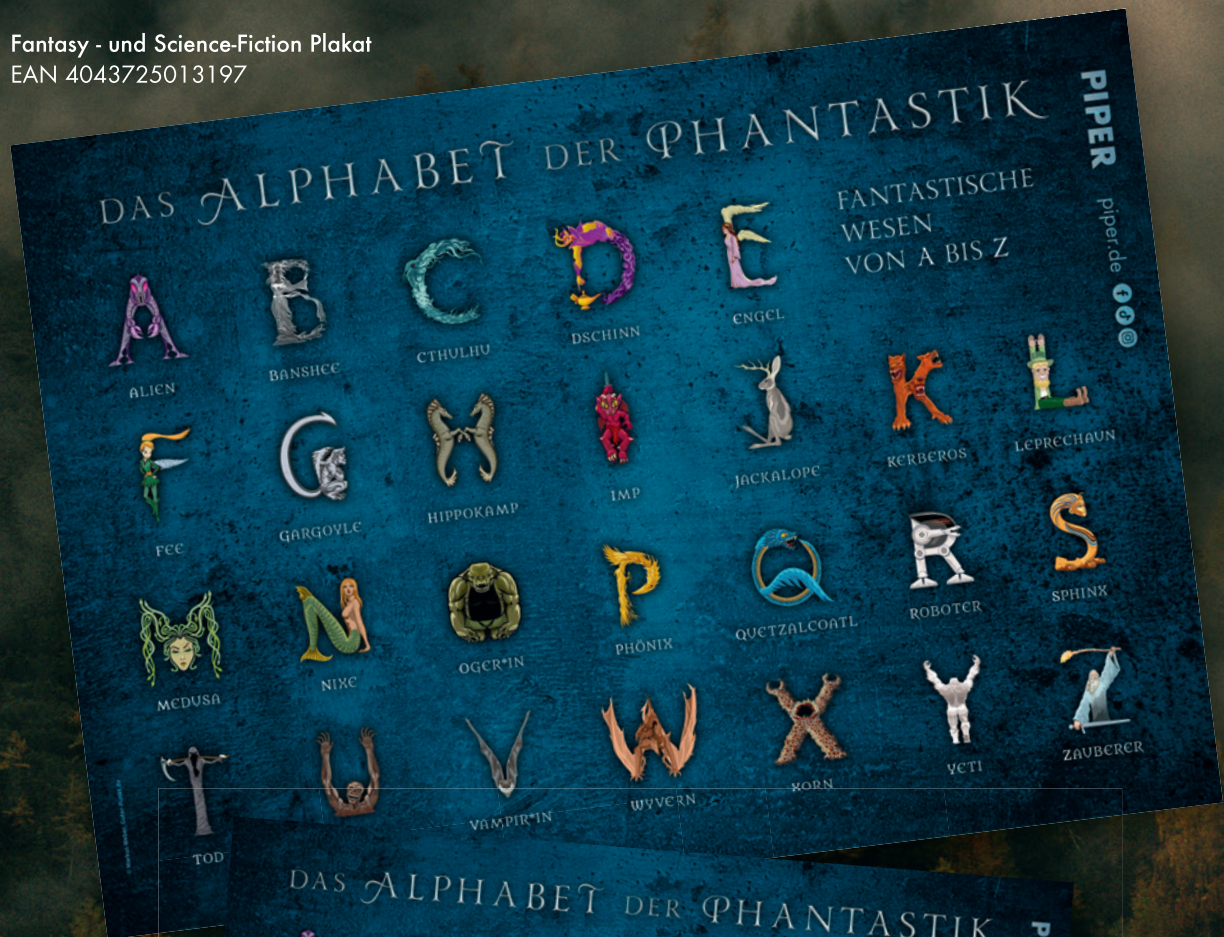 Fantasy - und Science-Fiction Plakat
EAN 4043725013197
DAS ALPHABET DER PHANTASTIK
FANTASTISCHE
WESEN
VON A BIS Z
PIPER
piper.de
A B C D E
ALIEN BANSHEE CTHULHU DSCHINN ENGEL
F G H I J K L
FEE GARGOYLE HIPPOKAMP IMP JACKALOPE KERBEROS LEPRECHAUN
M N O P Q R S
MEDUSA NIXE OGER*IN PHÖNIX QUETZALCOATL ROBOTER SPHINX
T U V W X Y Z
TOD VAMPIR*IN WYVERN XORN YETI ZAUBERER
DAS ALPHABET DER PHANTASTIK